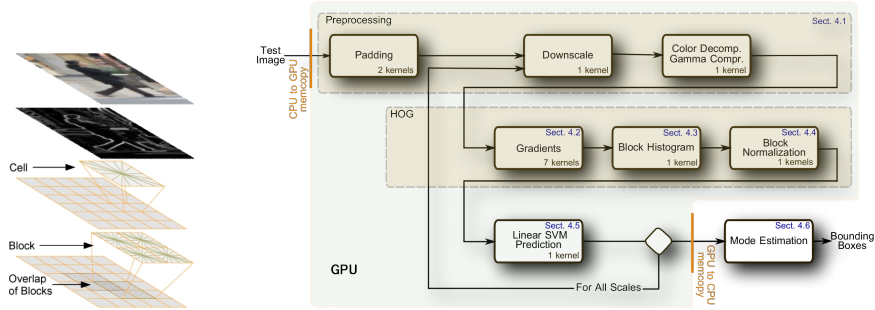 Cell
Block
Overlap
of Blocks
Preprocessing
Sect. 4.1
Test
Image
CPU to GPU
memcopy
Padding
2 kernels
Downscale
1 kernel
Color Decomp.
Gamma Compr.
1 kernel
HOG
Sect. 4.2
Gradients
7 kernels
Sect. 4.3
Block Histogram
1 kernel
Sect. 4.4
Block
Normalization
1 kernels
Sect. 4.5
Linear SVM
Prediction
1 kernel
GPU to CPU
memcopy
Sect. 4.6
Mode Estimation
Bounding
Boxes
GPU
For All Scales